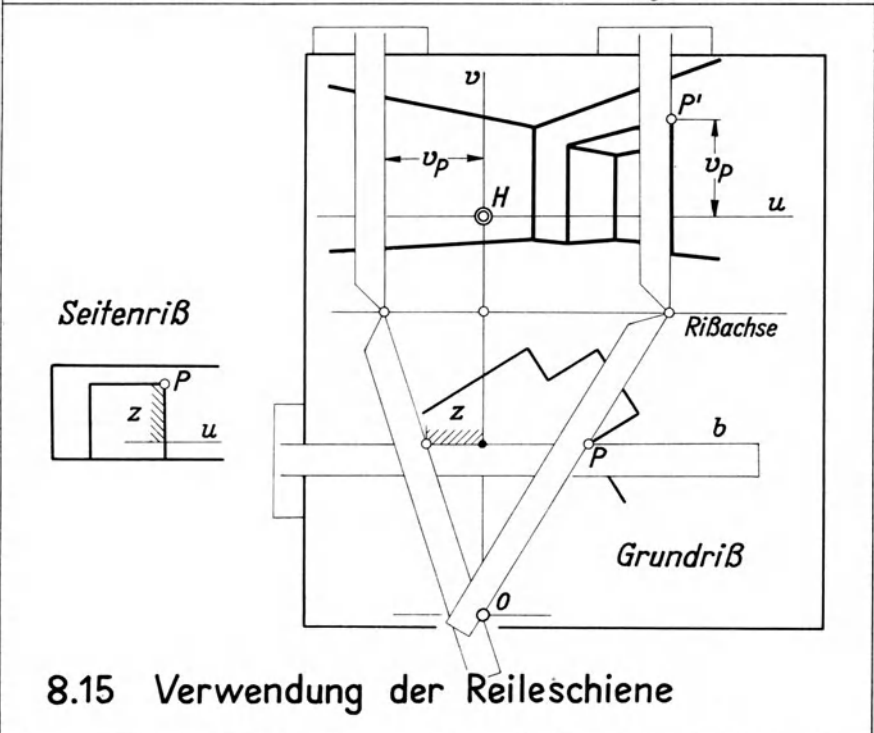 v
P'
v_P
v_P
H
u
Seitenriß
Rißachse
P
z
u
z
b
P
Grundriß
O
8.15 Verwendung der Reileschiene